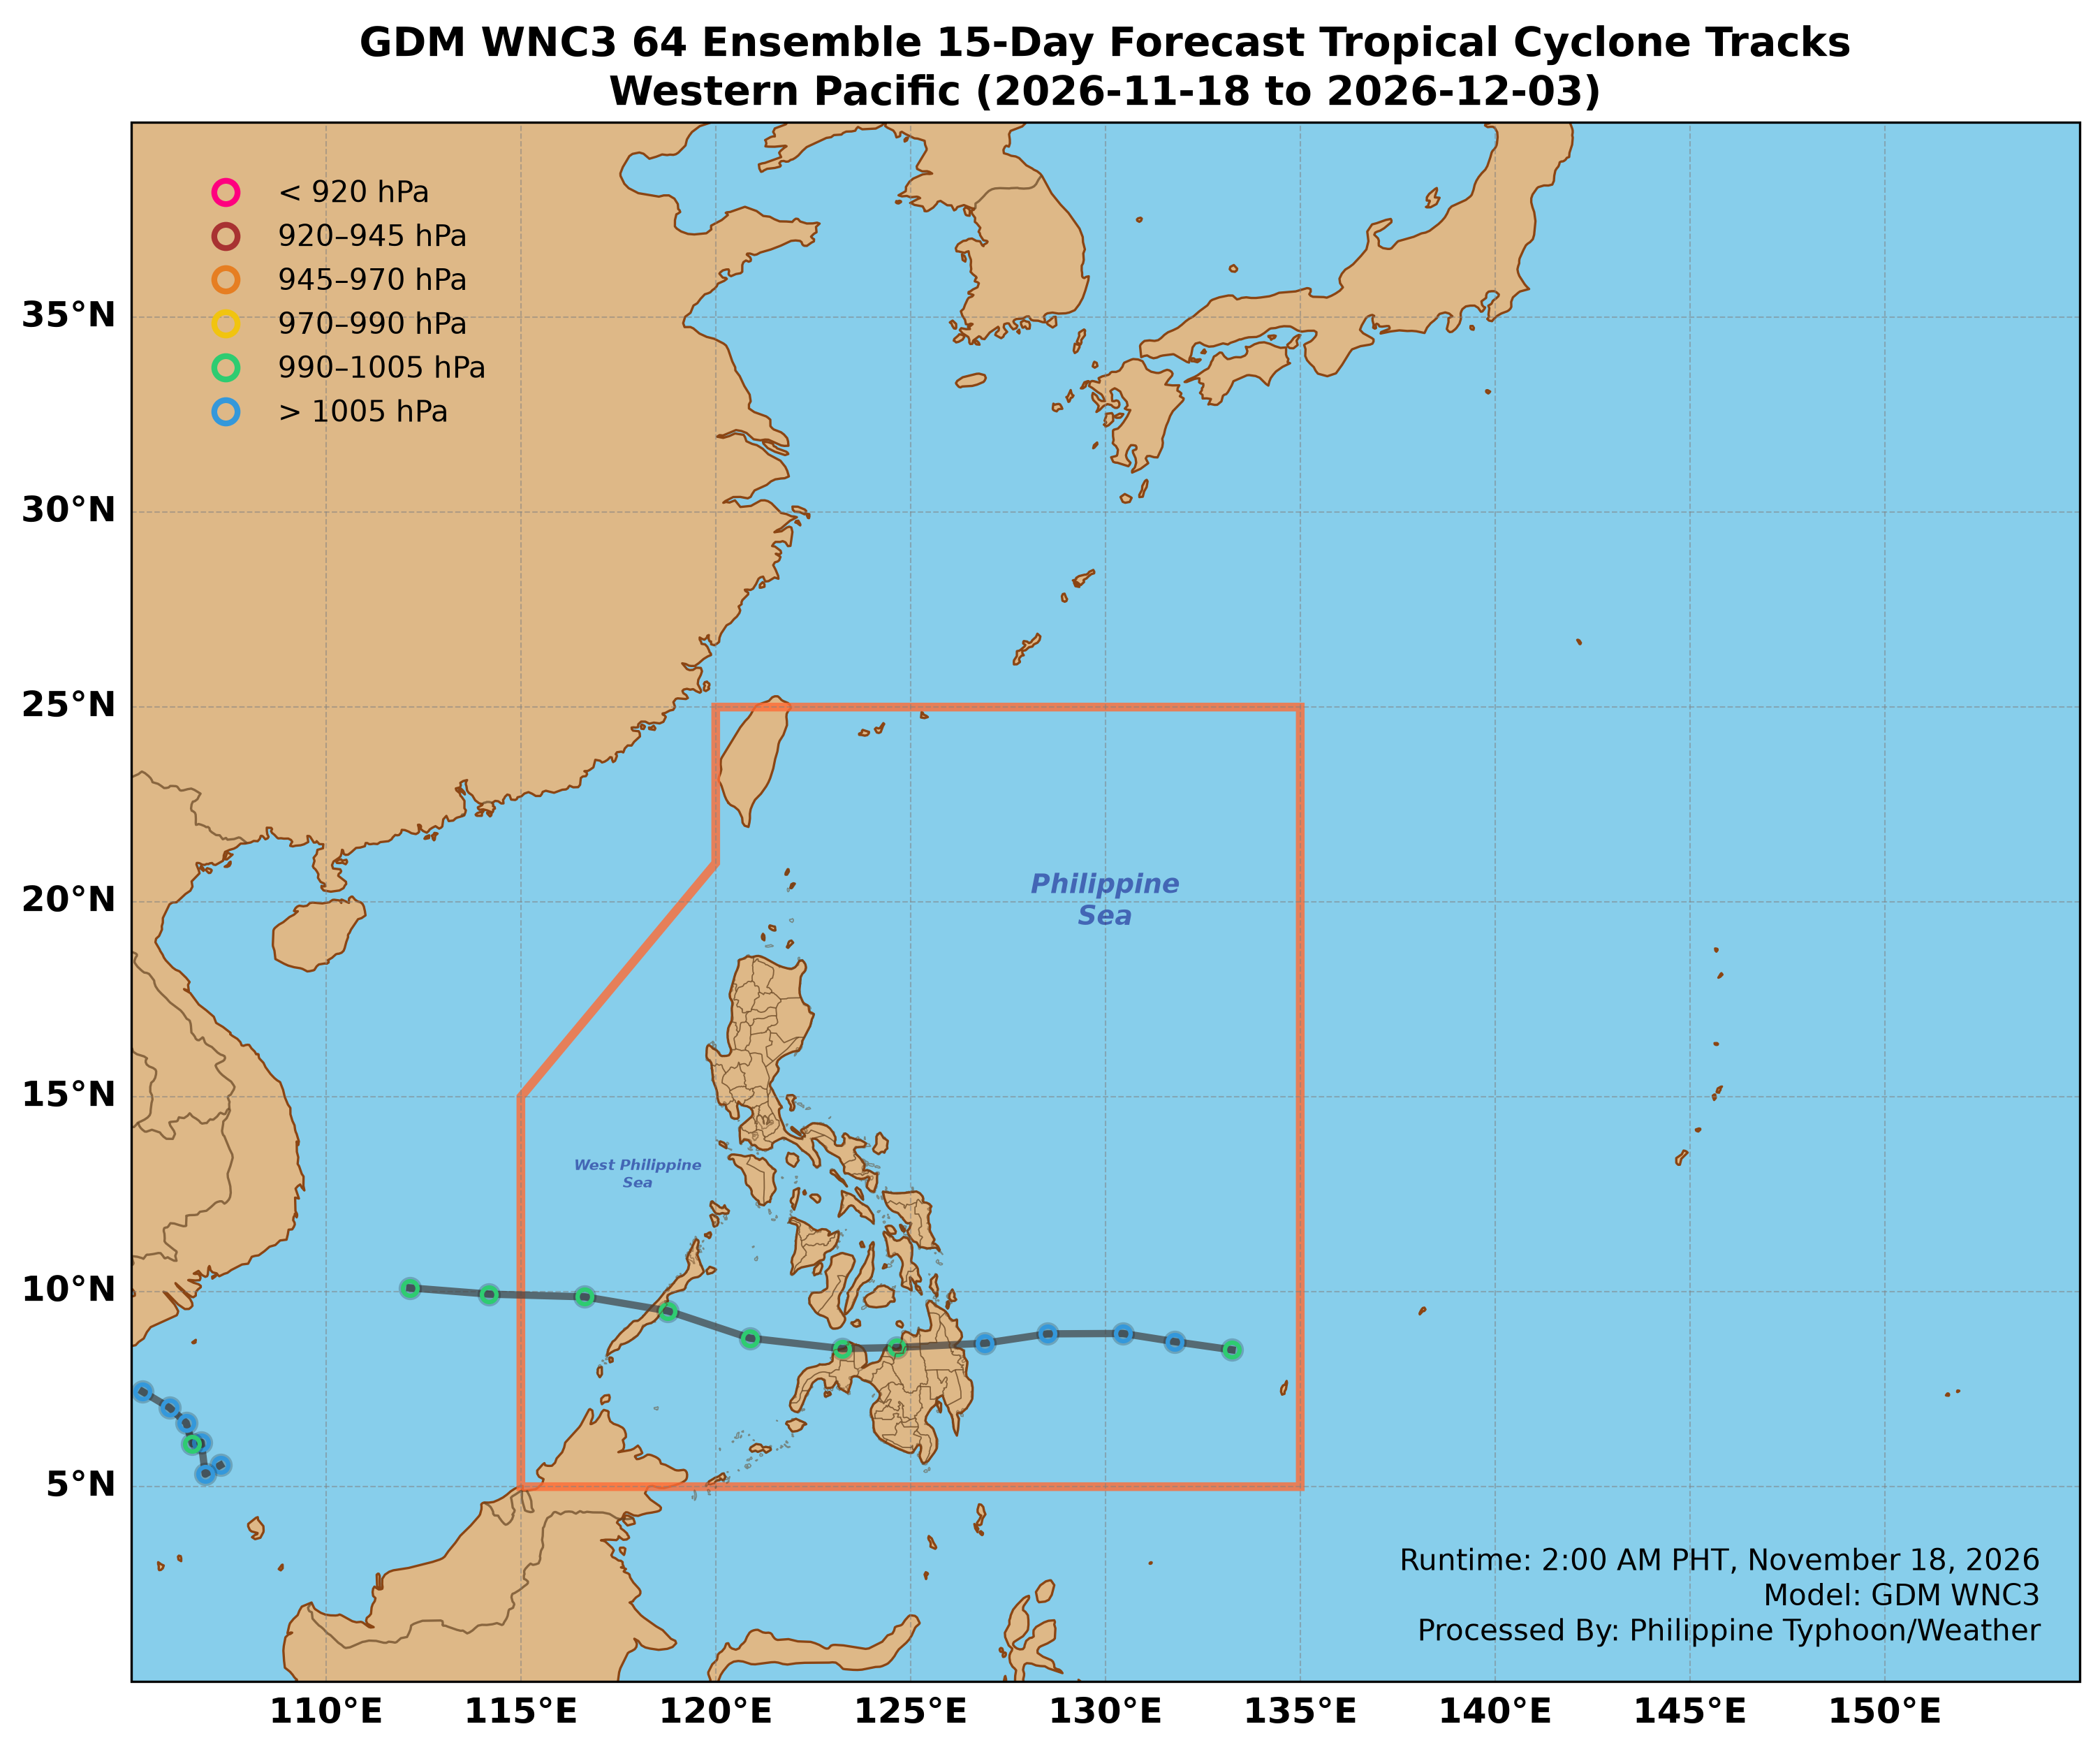 GDM WNC3 64 Ensemble 15-Day Forecast Tropical Cyclone Tracks
Western Pacific (2026-11-18 to 2026-12-03)
< 920 hPa
920–945 hPa
945–970 hPa
970–990 hPa
990–1005 hPa
> 1005 hPa
35°N
30°N
25°N
20°N
15°N
10°N
5°N
Philippine
Sea
West Philippine
Sea
Runtime: 2:00 AM PHT, November 18, 2026
Model: GDM WNC3
Processed By: Philippine Typhoon/Weather
110°E
115°E
120°E
125°E
130°E
135°E
140°E
145°E
150°E